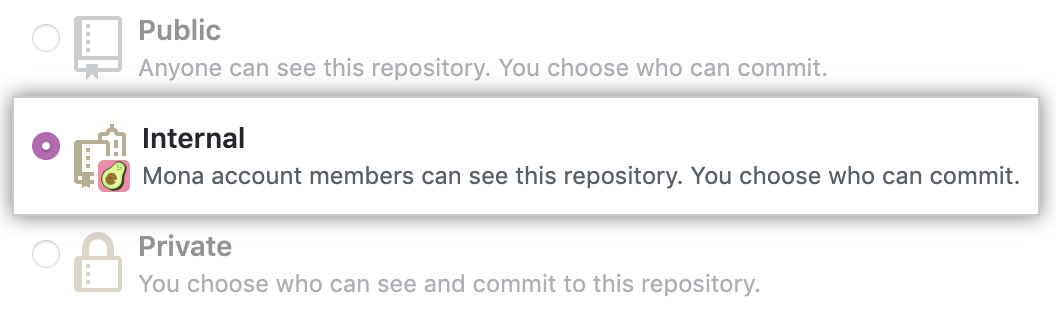 Public
Anyone can see this repository. You choose who can commit.
Internal
Mona account members can see this repository. You choose who can commit.
Private
You choose who can see and commit to this repository.